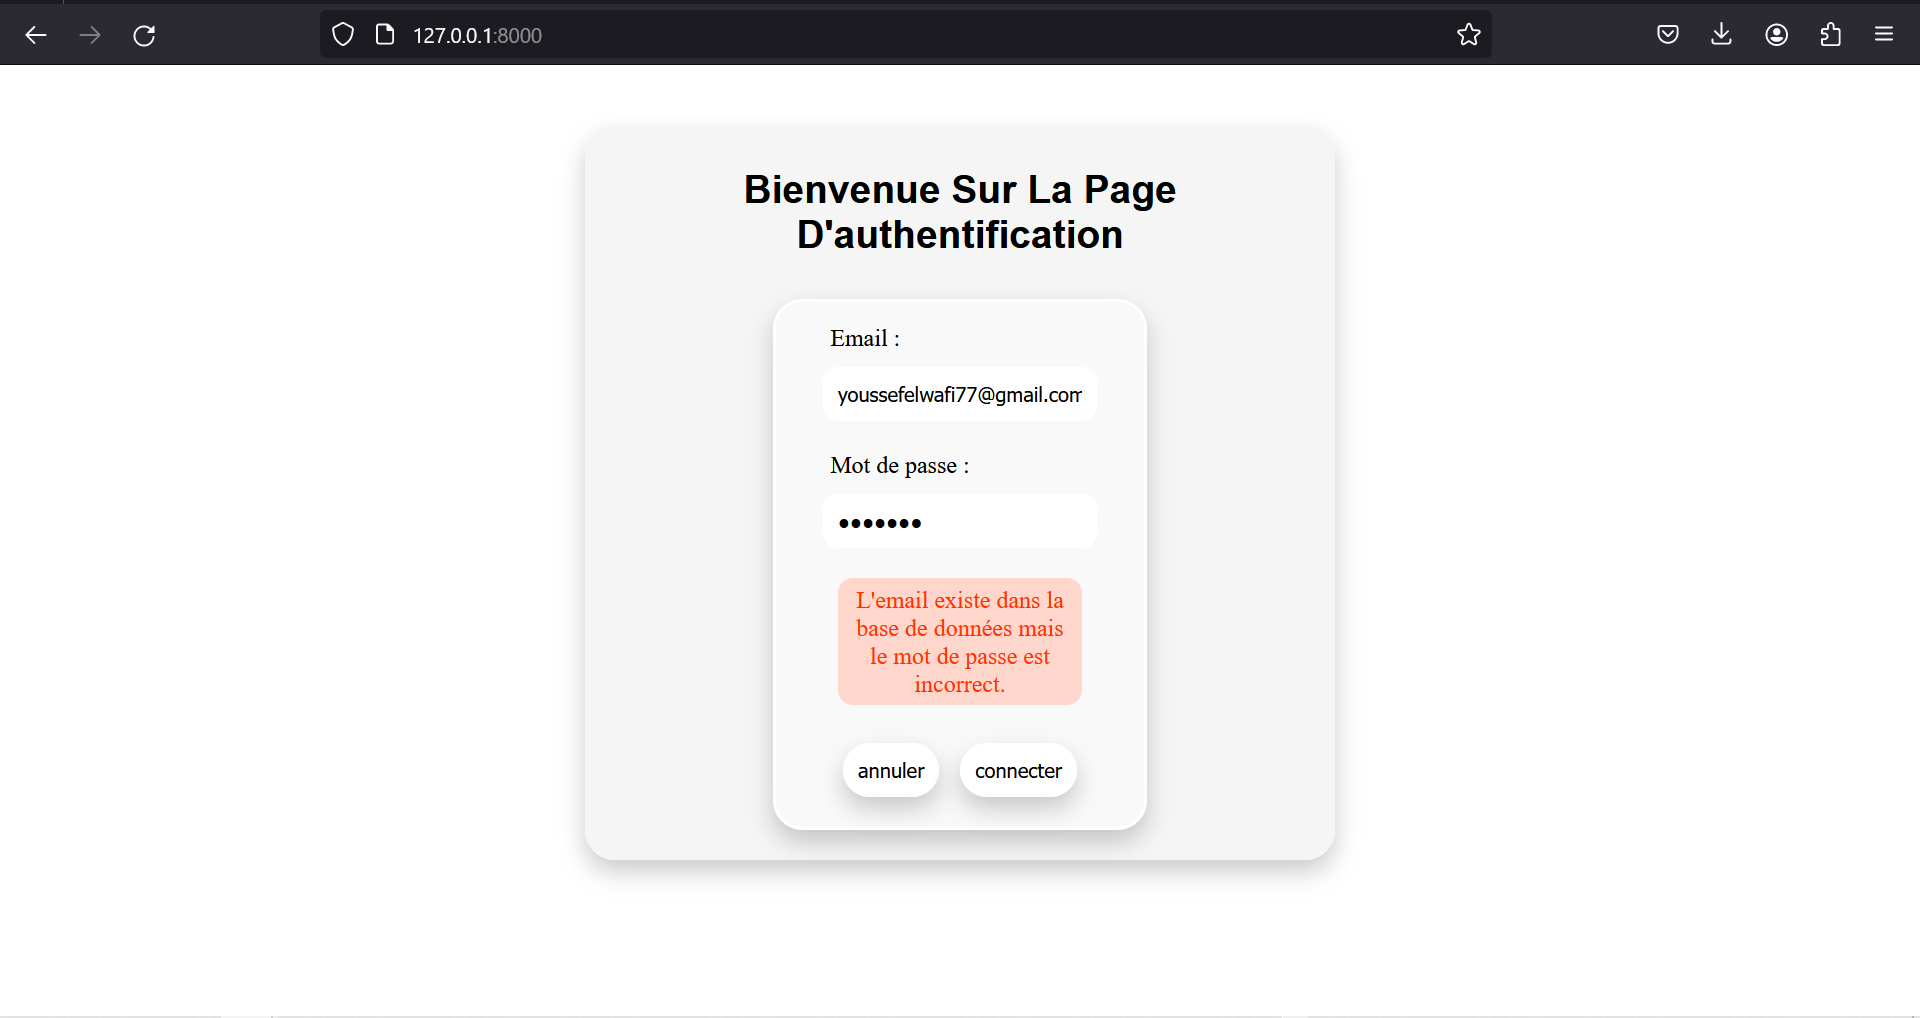 127.0.0.1:8000
Bienvenue Sur La Page
D'authentification
Email :
youssefelwafi77@gmail.com
Mot de passe :
•••••••
L'email existe dans la
base de données mais
le mot de passe est
incorrect.
annuler connecter